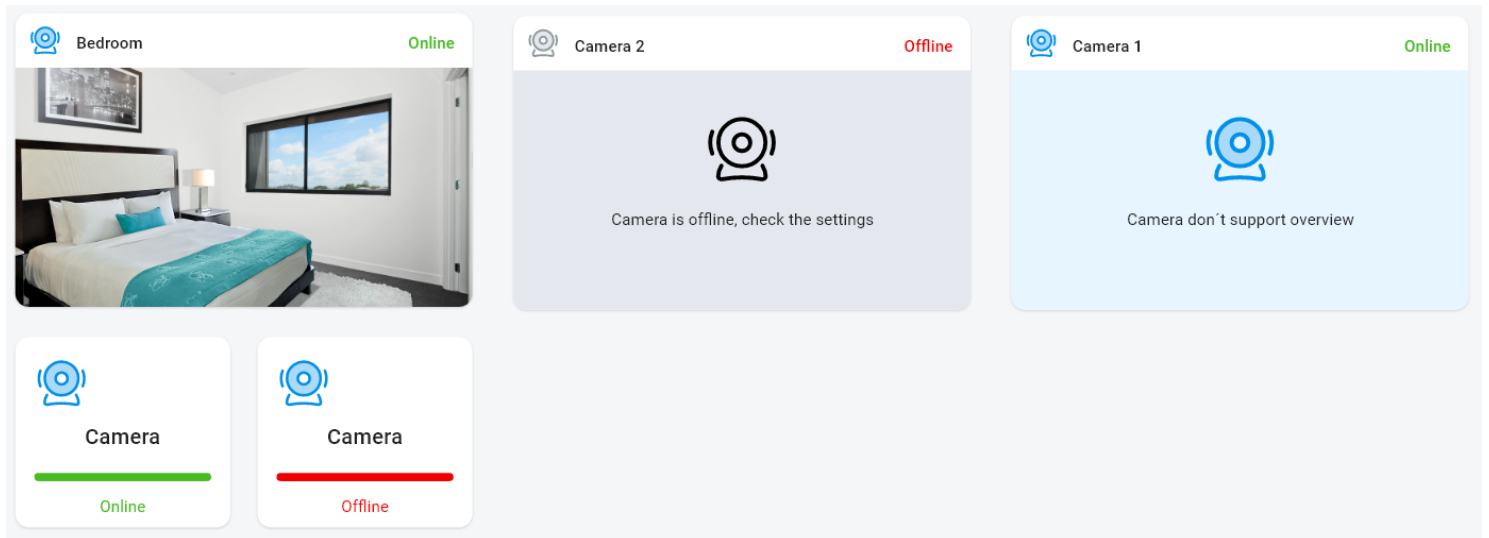 Bedroom
Online
Camera 2
Offline
Camera 1
Online
Camera is offline, check the settings
Camera don´t support overview
Camera
Online
Camera
Offline